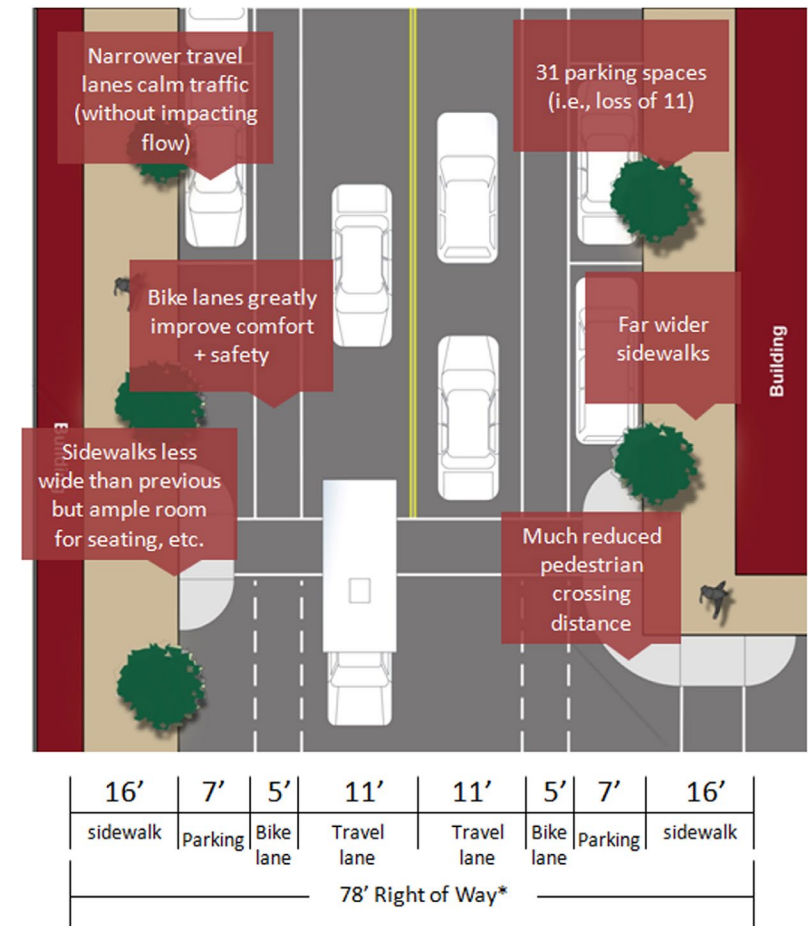 Narrower travel
lanes calm traffic
(without impacting
flow)
31 parking spaces
(i.e., loss of 11)
Bike lanes greatly
improve comfort
+ safety
Far wider
sidewalks
Building
Building
Sidewalks less
wide than previous
but ample room
for seating, etc.
Much reduced
pedestrian
crossing
distance
16’ 7’ 5’ 11’ 11’ 5’ 7’ 16’
sidewalk Parking Bike lane Travel lane Travel lane Bike lane Parking sidewalk
78’ Right of Way*